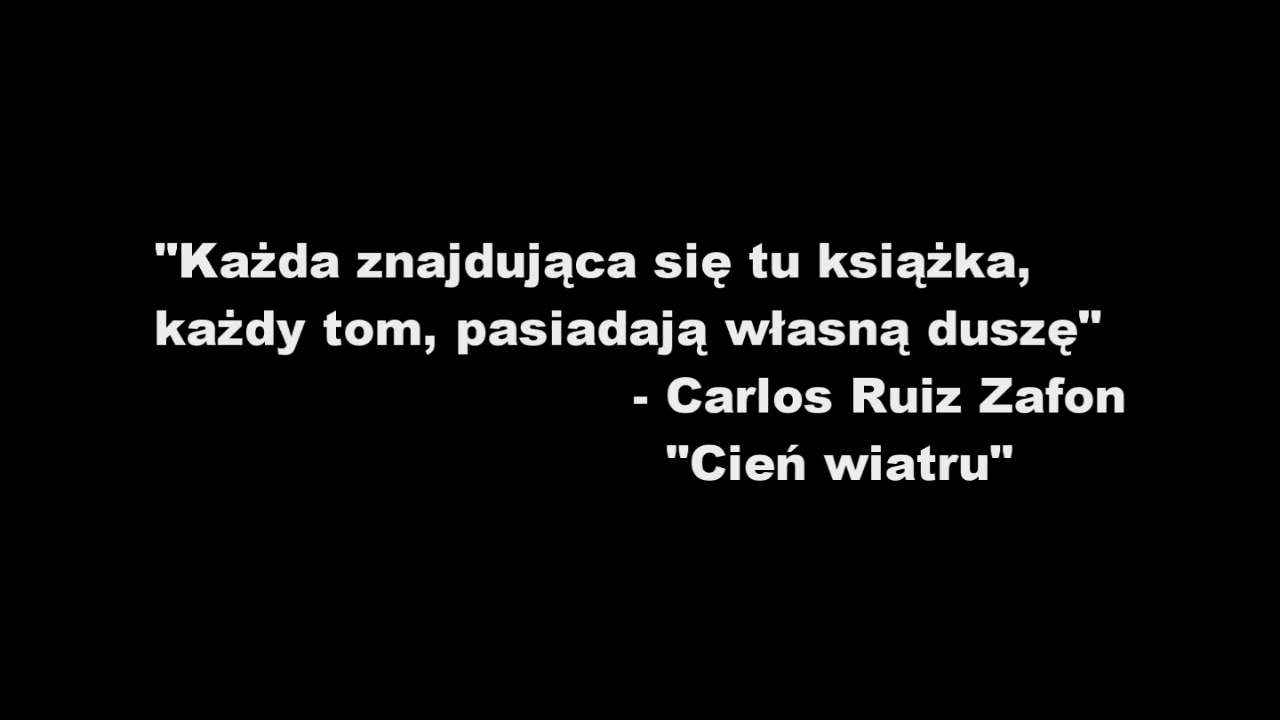 "Każda znajdująca się tu książka,
każdy tom, pasiadają własną duszę"
- Carlos Ruiz Zafon
"Cień wiatru"